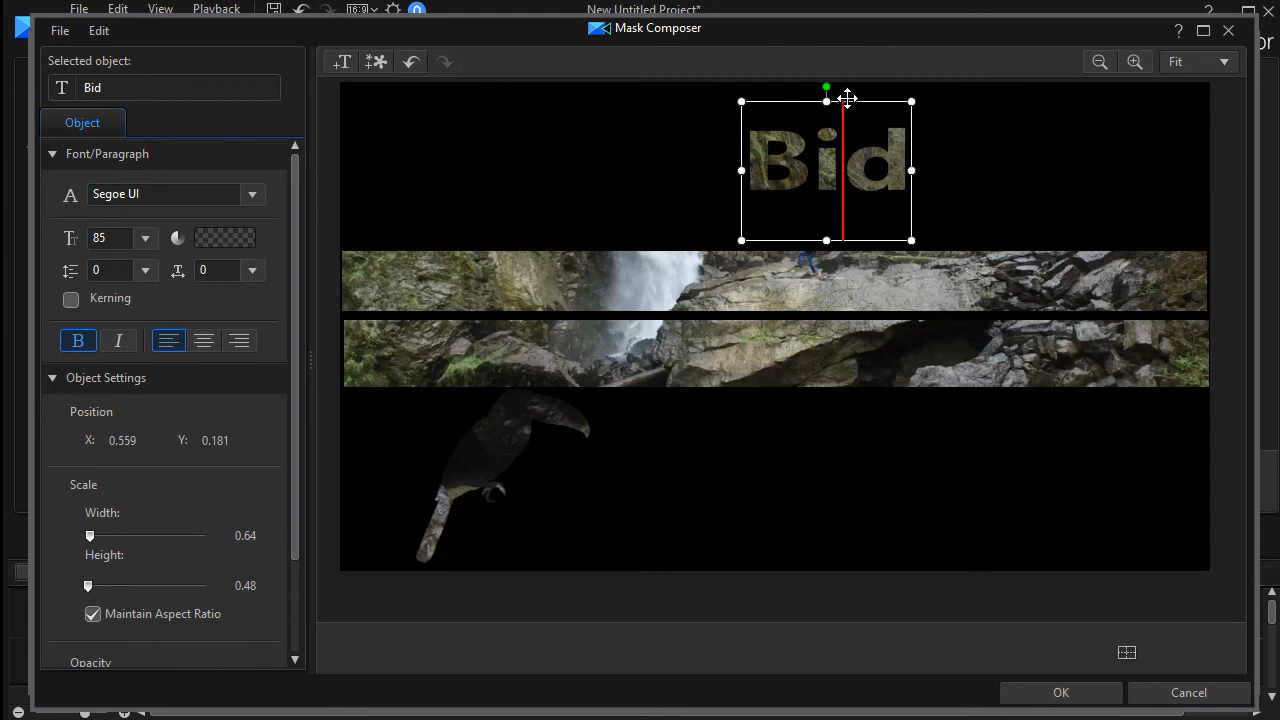 File Edit View Playback New Untitled Project*
Mask Composer
File Edit
Selected object:
T Bid
Fit
Object
Font/Paragraph
Segoe UI
85
0 0
Kerning
B I
Object Settings
Position
X: 0.559 Y: 0.181
Scale
Width:
0.64
Height:
0.48
Maintain Aspect Ratio
Opacity
Bid
OK Cancel